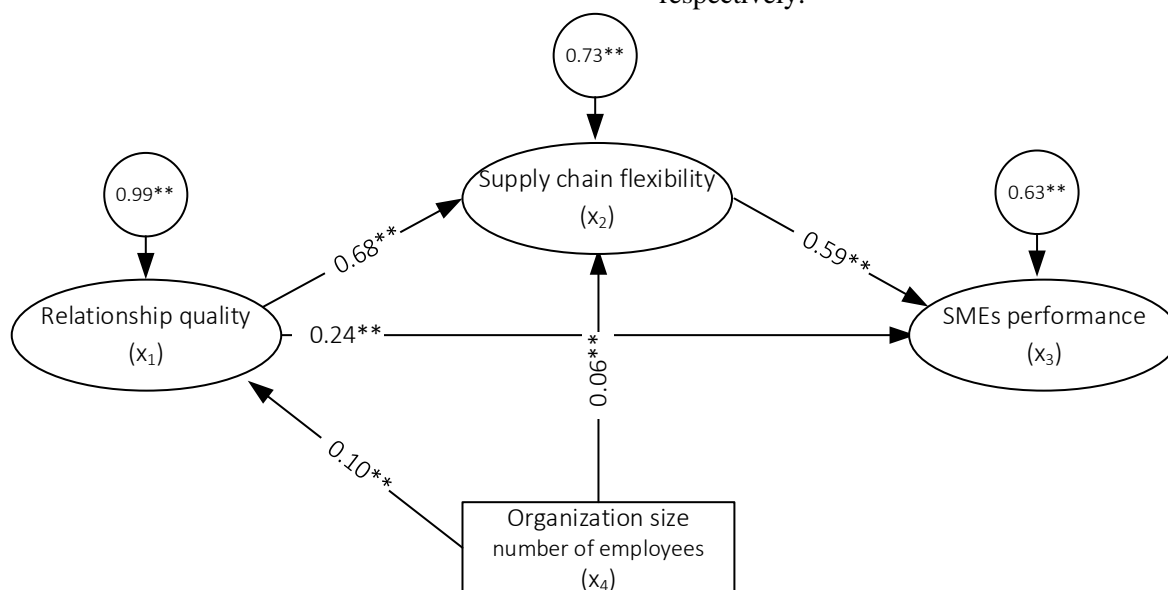 respectively.
0.73**
Supply chain flexibility
(x2)
0.99**
0.63**
0.68**
0.59**
Relationship quality
(x1)
0.24**
0.06**
SMEs performance
(x3)
0.10**
Organization size
number of employees
(x4)